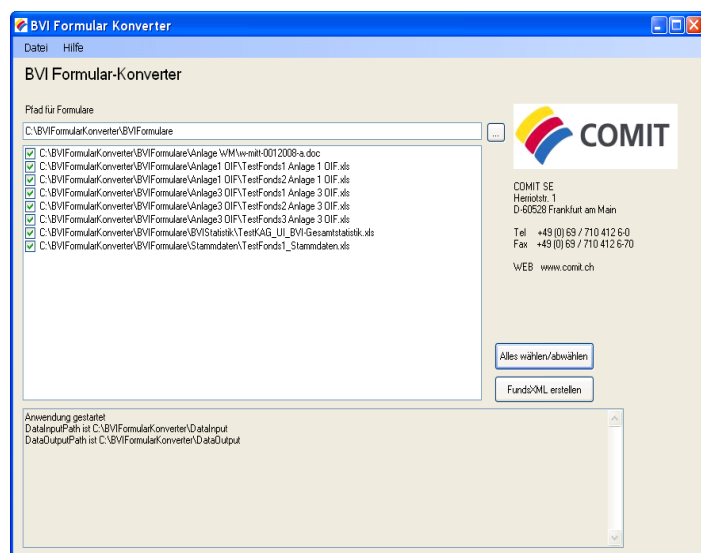 BVI Formular Konverter
Datei Hilfe
BVI Formular-Konverter
Pfad für Formulare
C:\BVIFormularKonverter\BVIFormulare
...
C:\BVIFormularKonverter\BVIFormulare\Anlage WM\w-mitt-0012008-a.doc
C:\BVIFormularKonverter\BVIFormulare\Anlage1 OIF\TestFonds1 Anlage 1 OIF.xls
C:\BVIFormularKonverter\BVIFormulare\Anlage1 OIF\TestFonds2 Anlage 1 OIF.xls
C:\BVIFormularKonverter\BVIFormulare\Anlage3 OIF\TestFonds1 Anlage 3 OIF.xls
C:\BVIFormularKonverter\BVIFormulare\Anlage3 OIF\TestFonds2 Anlage 3 OIF.xls
C:\BVIFormularKonverter\BVIFormulare\Anlage3 OIF\TestFonds3 Anlage 3 OIF.xls
C:\BVIFormularKonverter\BVIFormulare\BVIStatistik\TestKAG_UI_BVI-Gesamtstatistik.xls
C:\BVIFormularKonverter\BVIFormulare\Stammdaten\TestFonds1_Stammdaten.xls
COMIT
COMIT SE
Herriotstr. 1
D-60528 Frankfurt am Main
Tel +49 (0) 69 / 710 412 6-0
Fax +49 (0) 69 / 710 412 6-70
WEB www.comit.ch
Alles wählen/abwählen
FundsXML erstellen
Anwendung gestartet
DataInputPath ist C:\BVIFormularKonverter\DataInput
DataOutputPath ist C:\BVIFormularKonverter\DataOutput